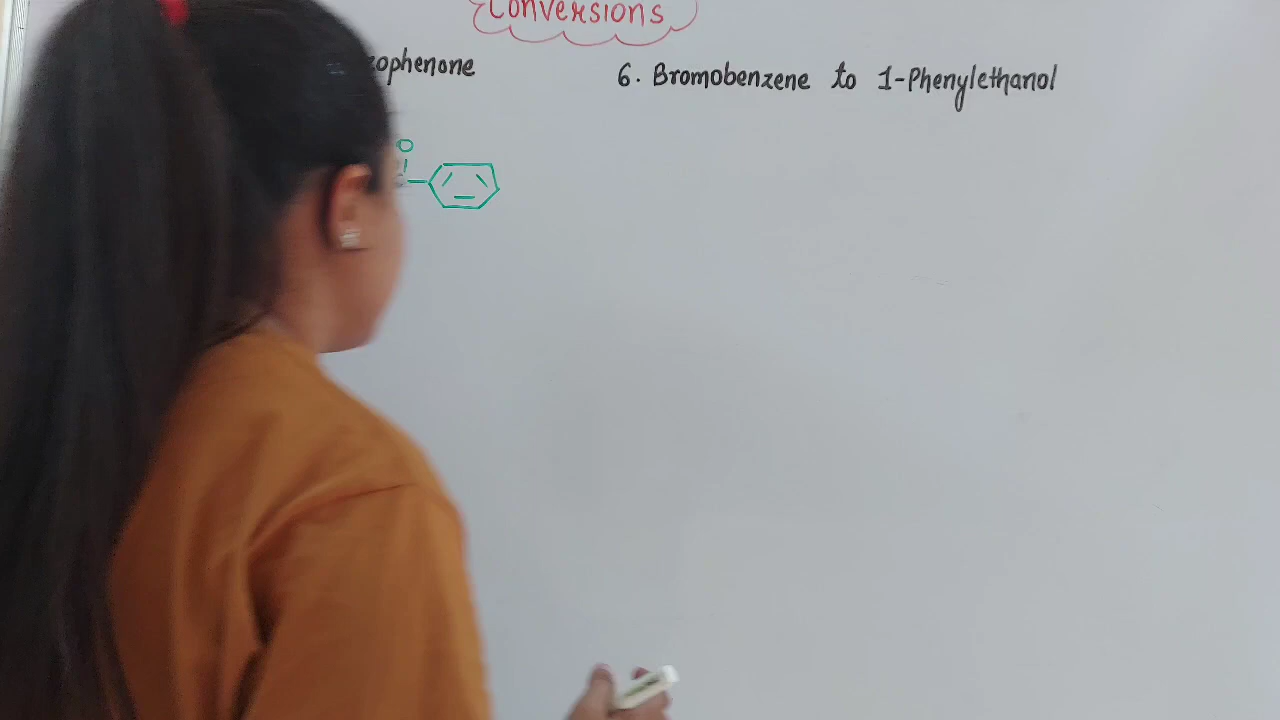 Conversions
zophenone
6. Bromobenzene to 1-Phenylethanol
O